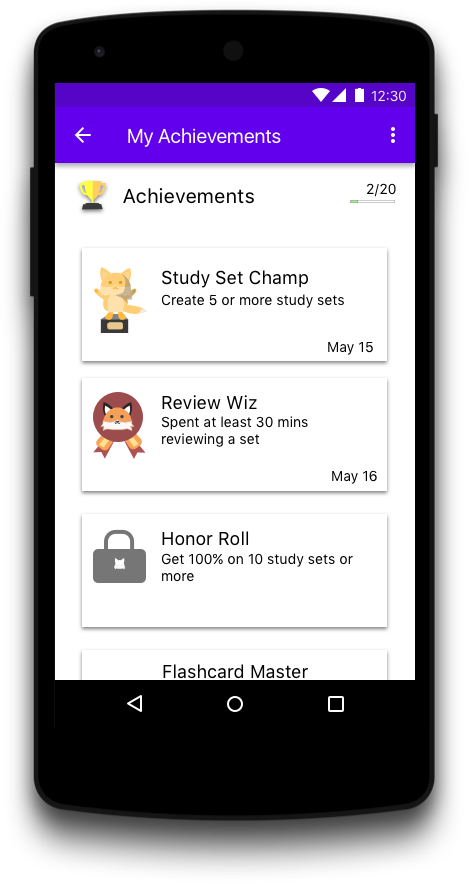 12:30
My Achievements
Achievements
2/20
Study Set Champ
Create 5 or more study sets
May 15
Review Wiz
Spent at least 30 mins
reviewing a set
May 16
Honor Roll
Get 100% on 10 study sets or
more
Flashcard Master